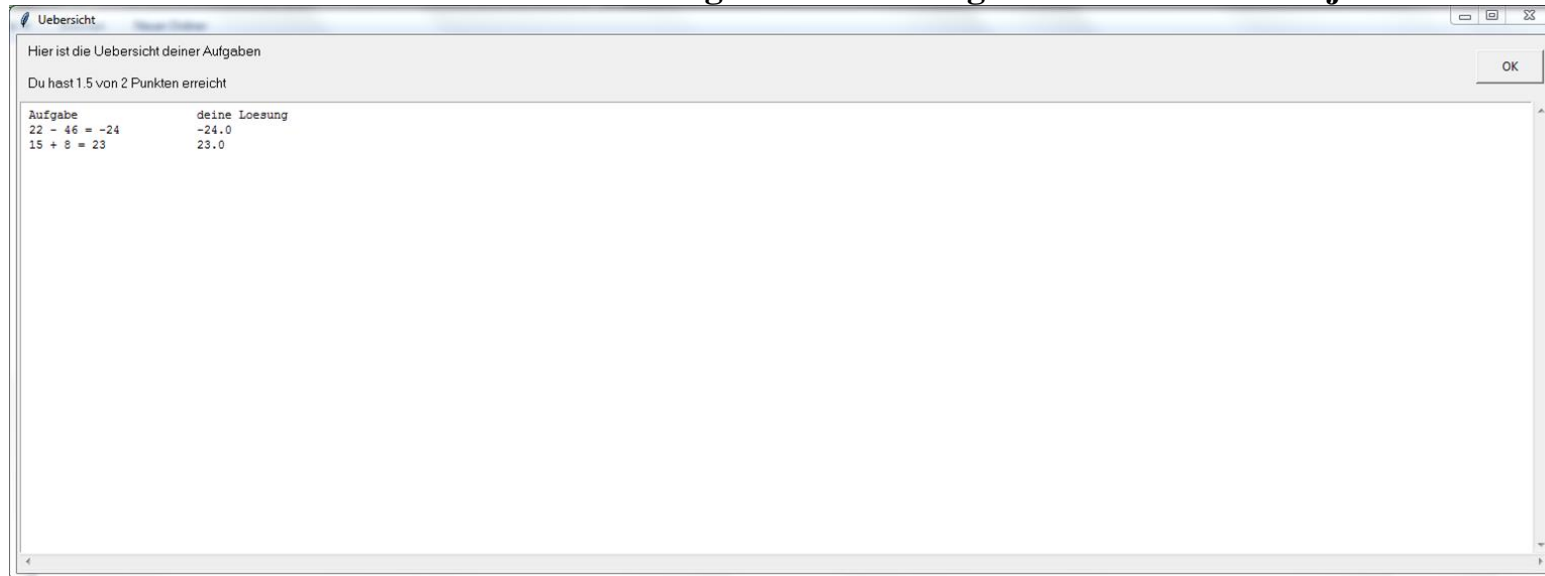 Uebersicht
Hier ist die Uebersicht deiner Aufgaben
OK
Du hast 1.5 von 2 Punkten erreicht
Aufgabe deine Loesung
22 - 46 = -24 -24.0
15 + 8 = 23 23.0